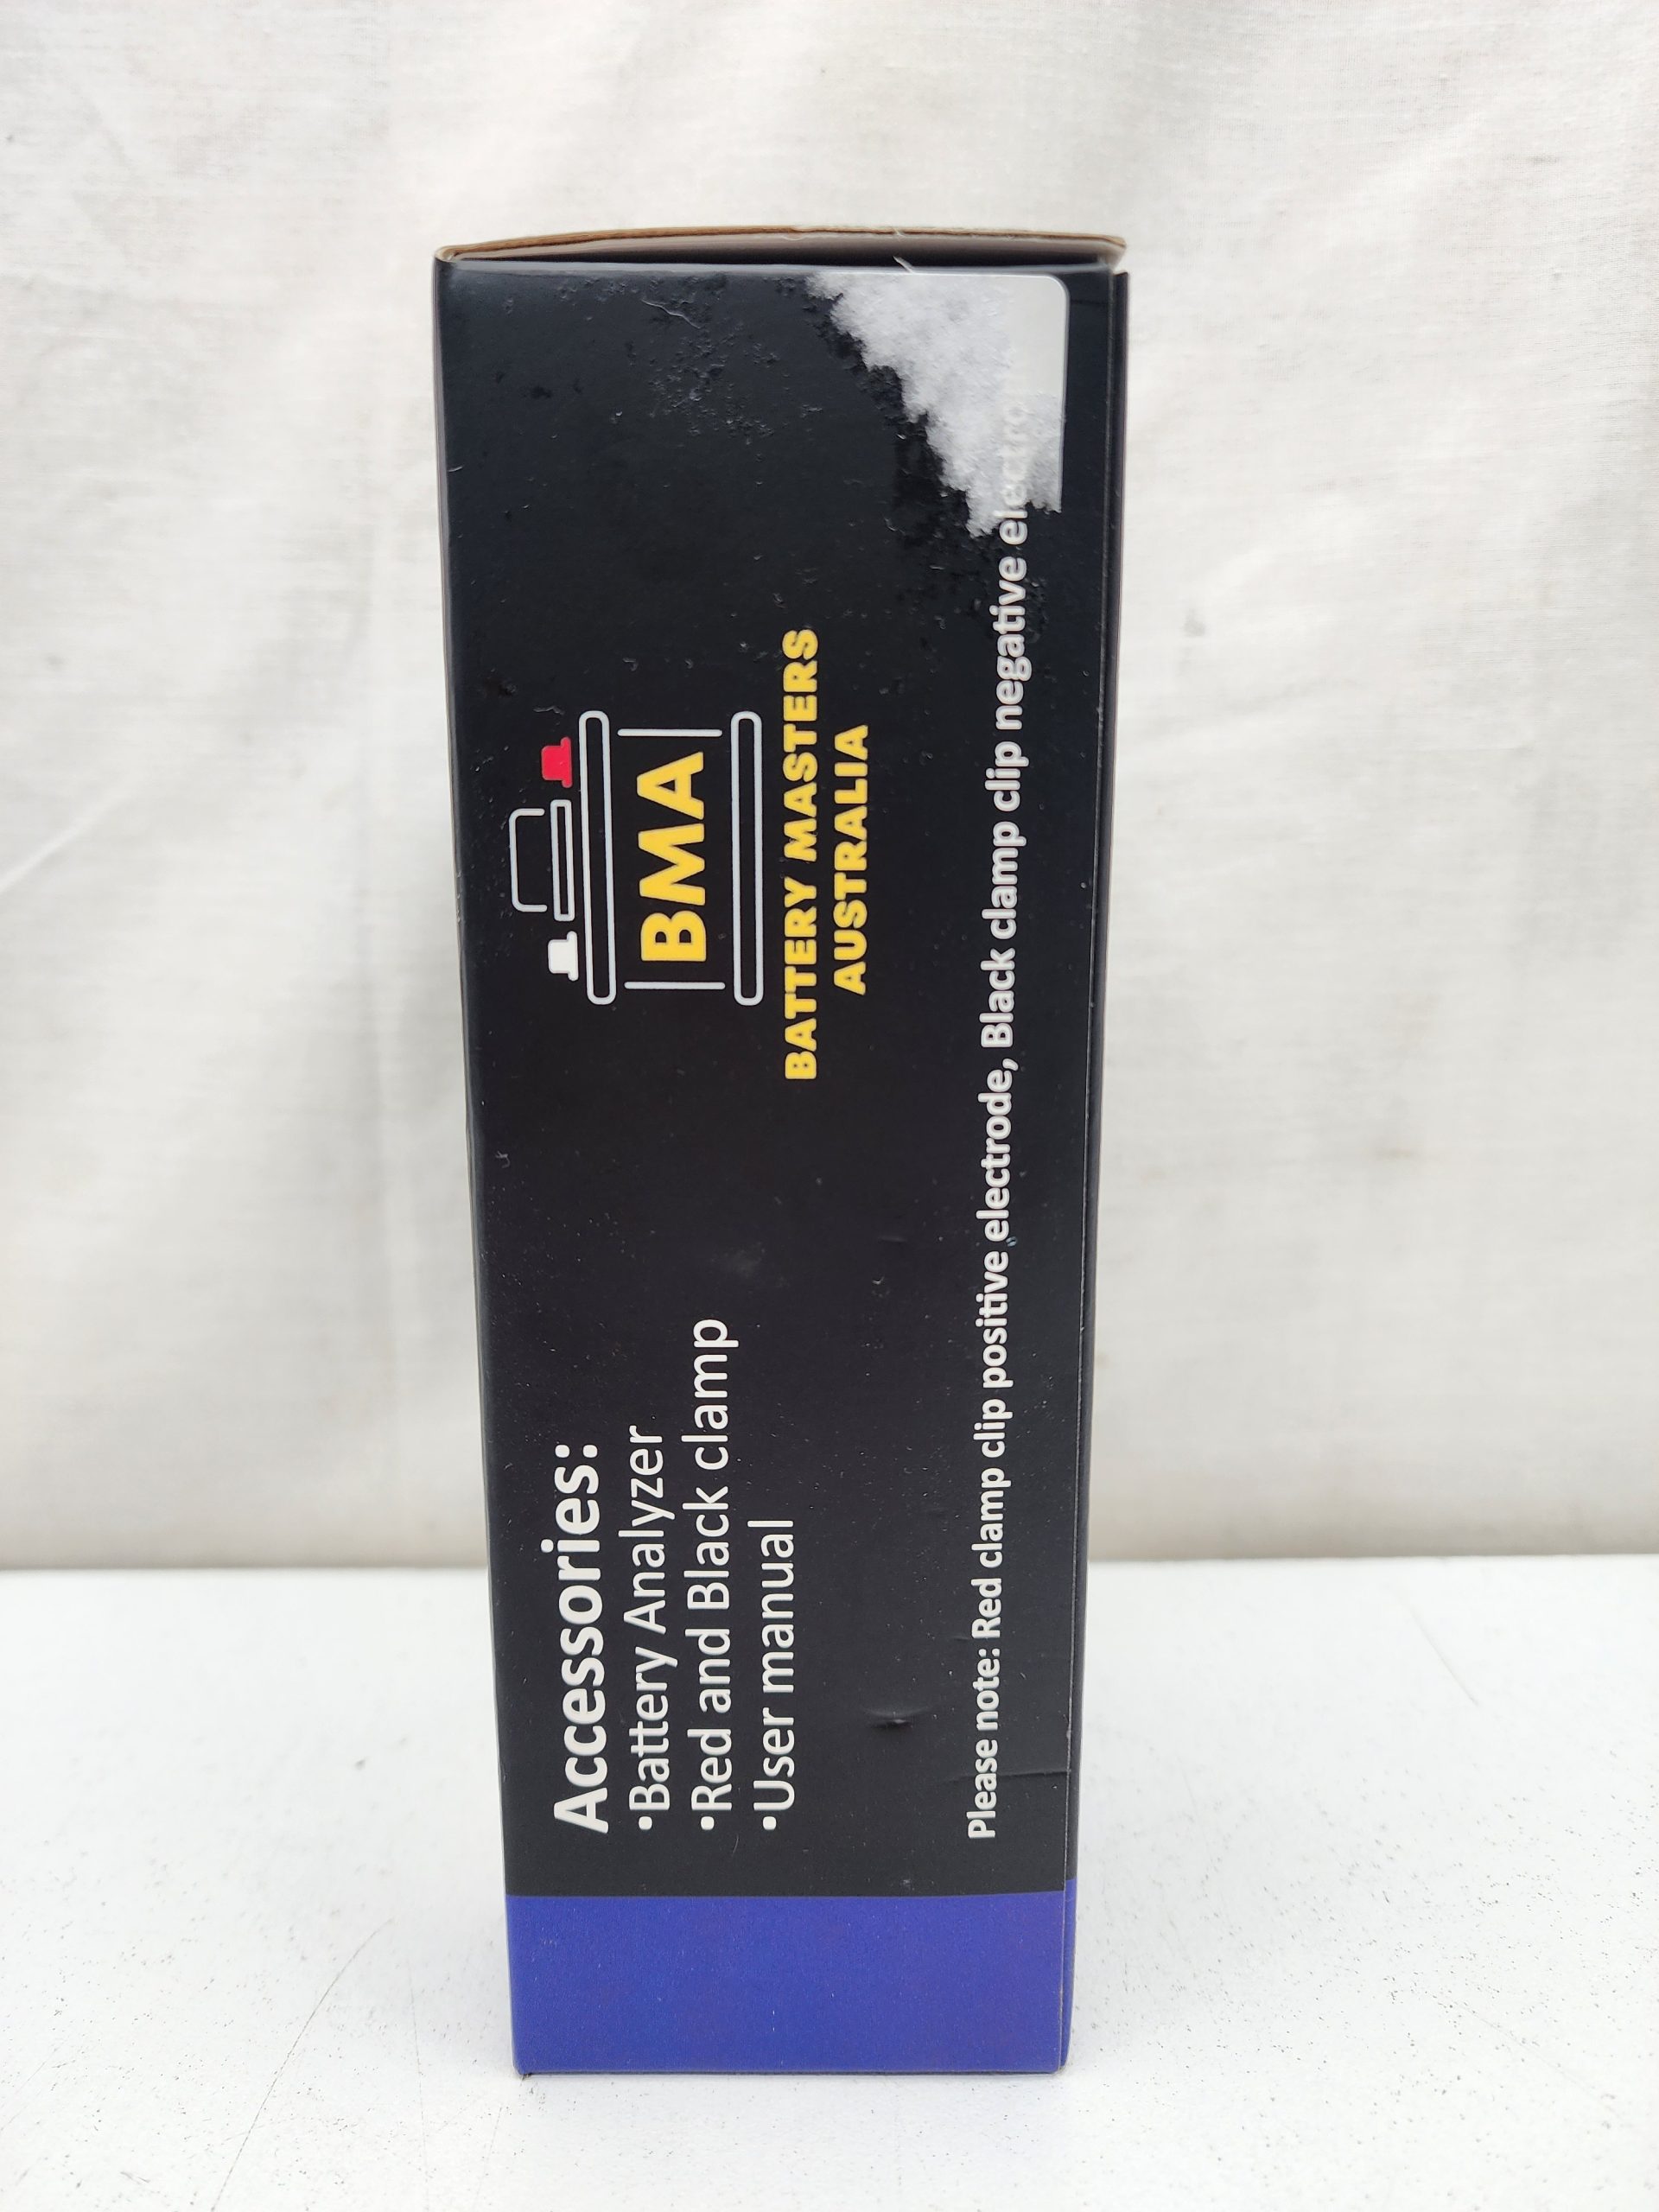 Accessories:
•Battery Analyzer
•Red and Black clamp
•User manual
BMA
BATTERY MASTERS
AUSTRALIA
Please note: Red clamp clip positive electrode, Black clamp clip negative electro